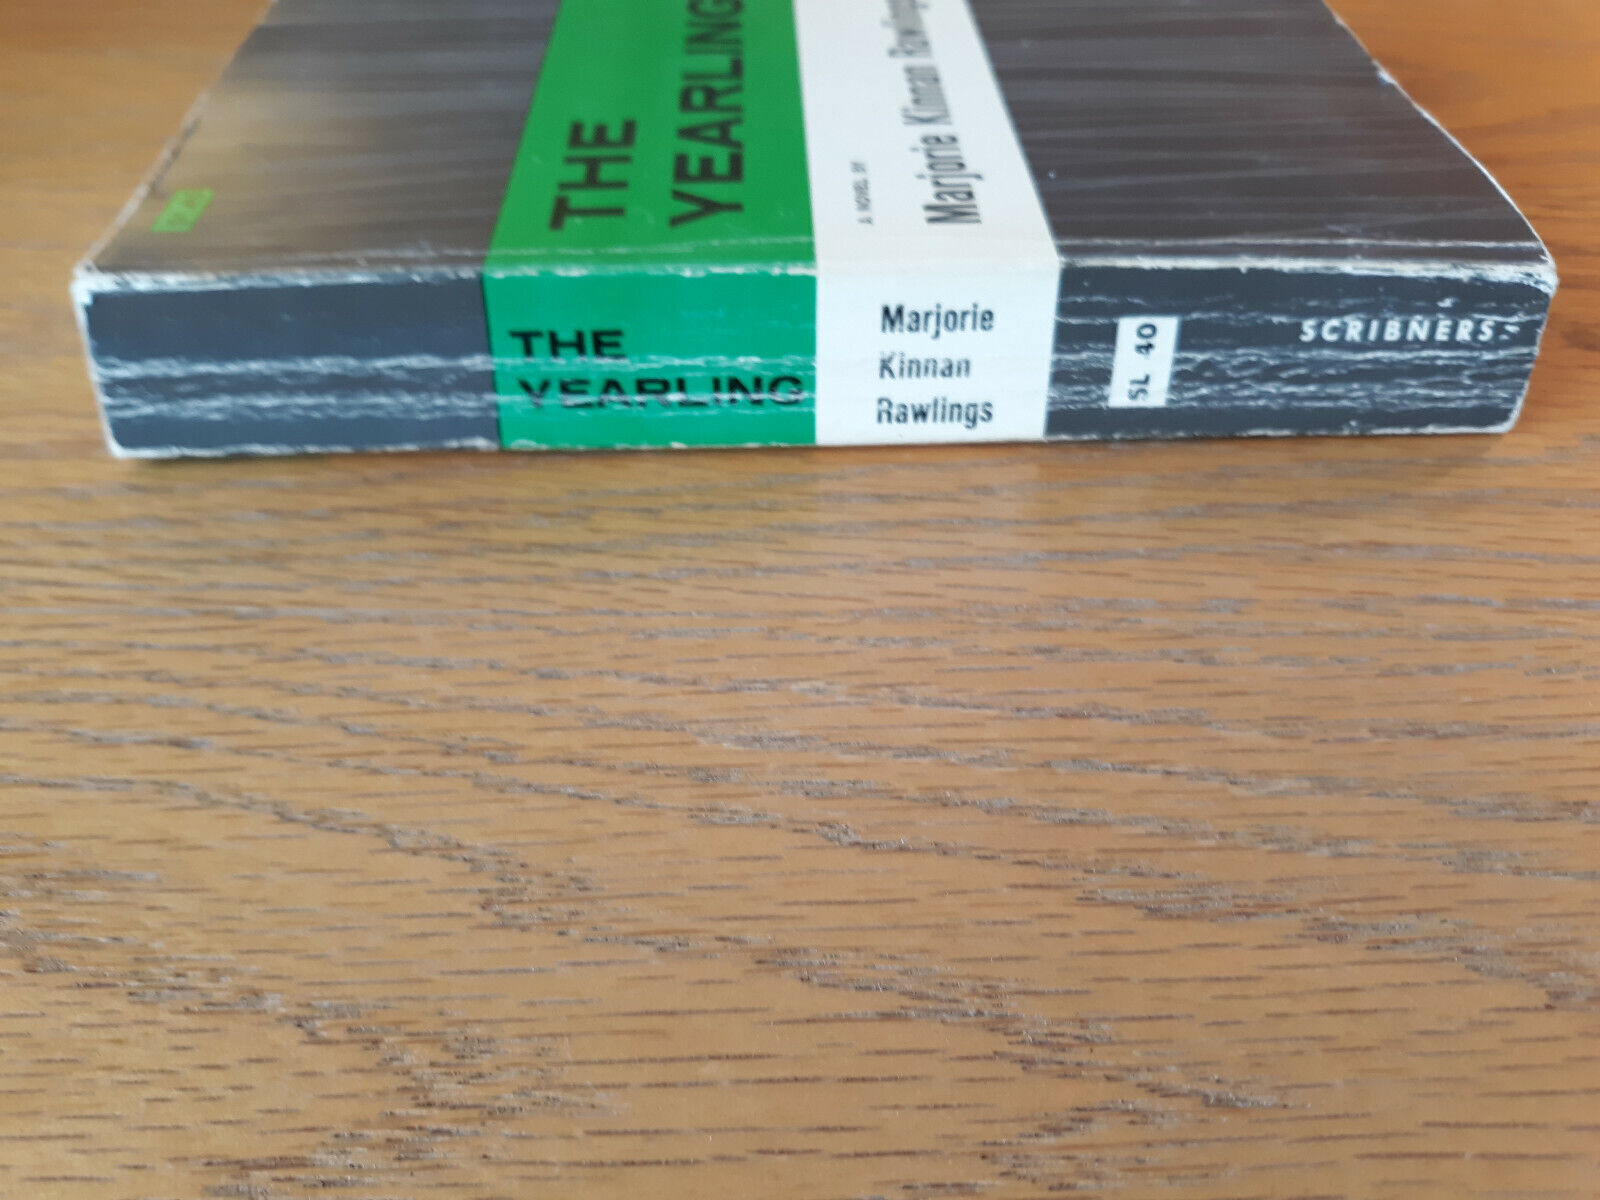 THE
YEARLING
A NOVEL BY
Marjorie Kinnan Rawlings
THE
YEARLING
Marjorie
Kinnan
Rawlings
SL 40
SCRIBNERS